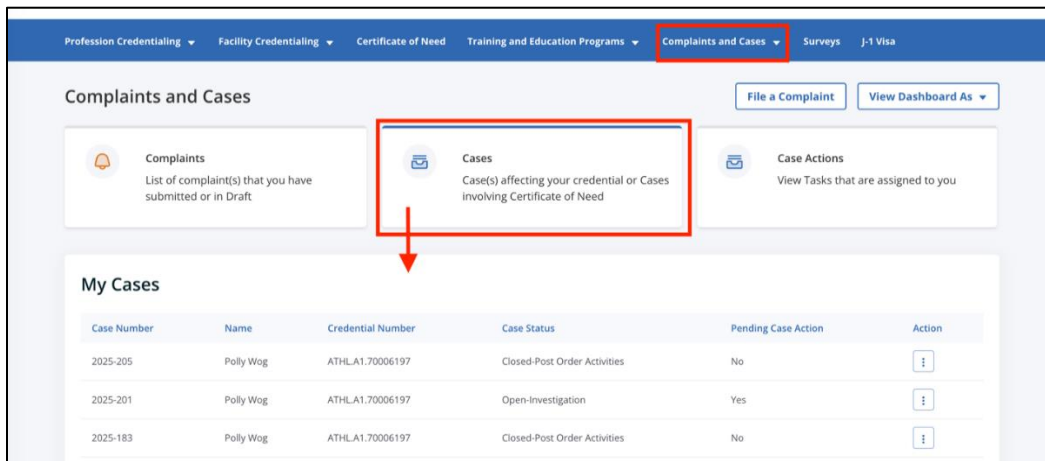 Profession Credentialing Facility Credentialing Certificate of Need Training and Education Programs Complaints and Cases Surveys J-1 Visa
Complaints and Cases File a Complaint View Dashboard As
Complaints
List of complaint(s) that you have
submitted or in Draft
Cases
Case(s) affecting your credential or Cases
involving Certificate of Need
Case Actions
View Tasks that are assigned to you
My Cases
Case Number Name Credential Number Case Status Pending Case Action Action
2025-205 Polly Wog ATHL.A1.70006197 Closed-Post Order Activities No
2025-201 Polly Wog ATHL.A1.70006197 Open-Investigation Yes
2025-183 Polly Wog ATHL.A1.70006197 Closed-Post Order Activities No